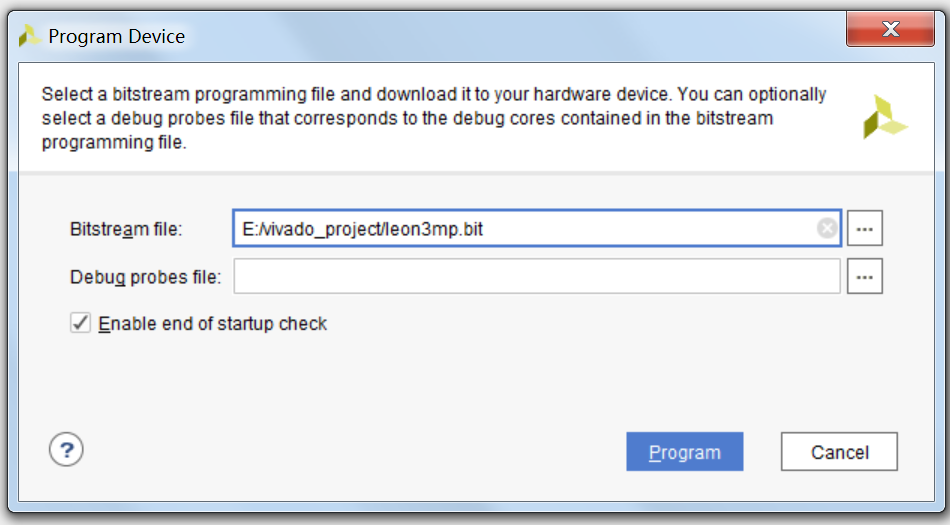 Program Device
Select a bitstream programming file and download it to your hardware device. You can optionally
select a debug probes file that corresponds to the debug cores contained in the bitstream
programming file.
Bitstream file: E:/vivado_project/leon3mp.bit ...
Debug probes file: ...
Enable end of startup check
? Program Cancel